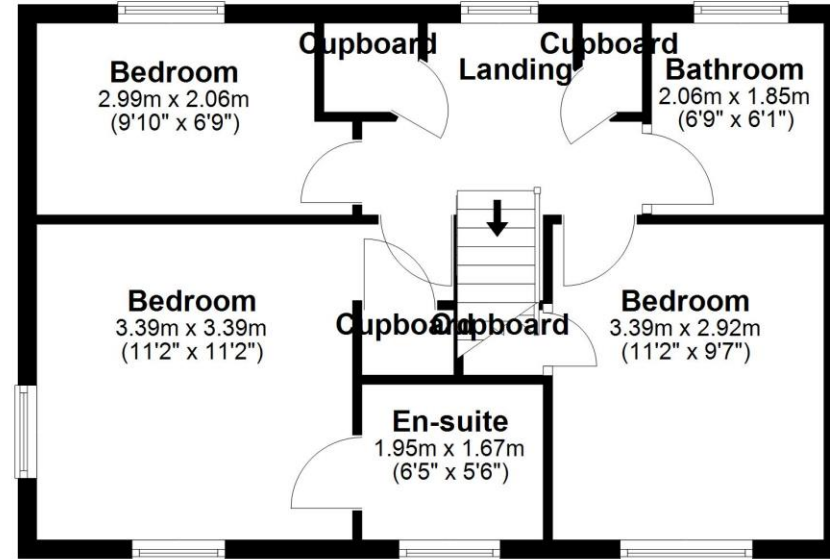 Cupboard
Cupboard
Bedroom
2.99m x 2.06m
(9'10" x 6'9")
Landing
Bathroom
2.06m x 1.85m
(6'9" x 6'1")
Bedroom
3.39m x 3.39m
(11'2" x 11'2")
Cupboard
Cupboard
Bedroom
3.39m x 2.92m
(11'2" x 9'7")
En-suite
1.95m x 1.67m
(6'5" x 5'6")